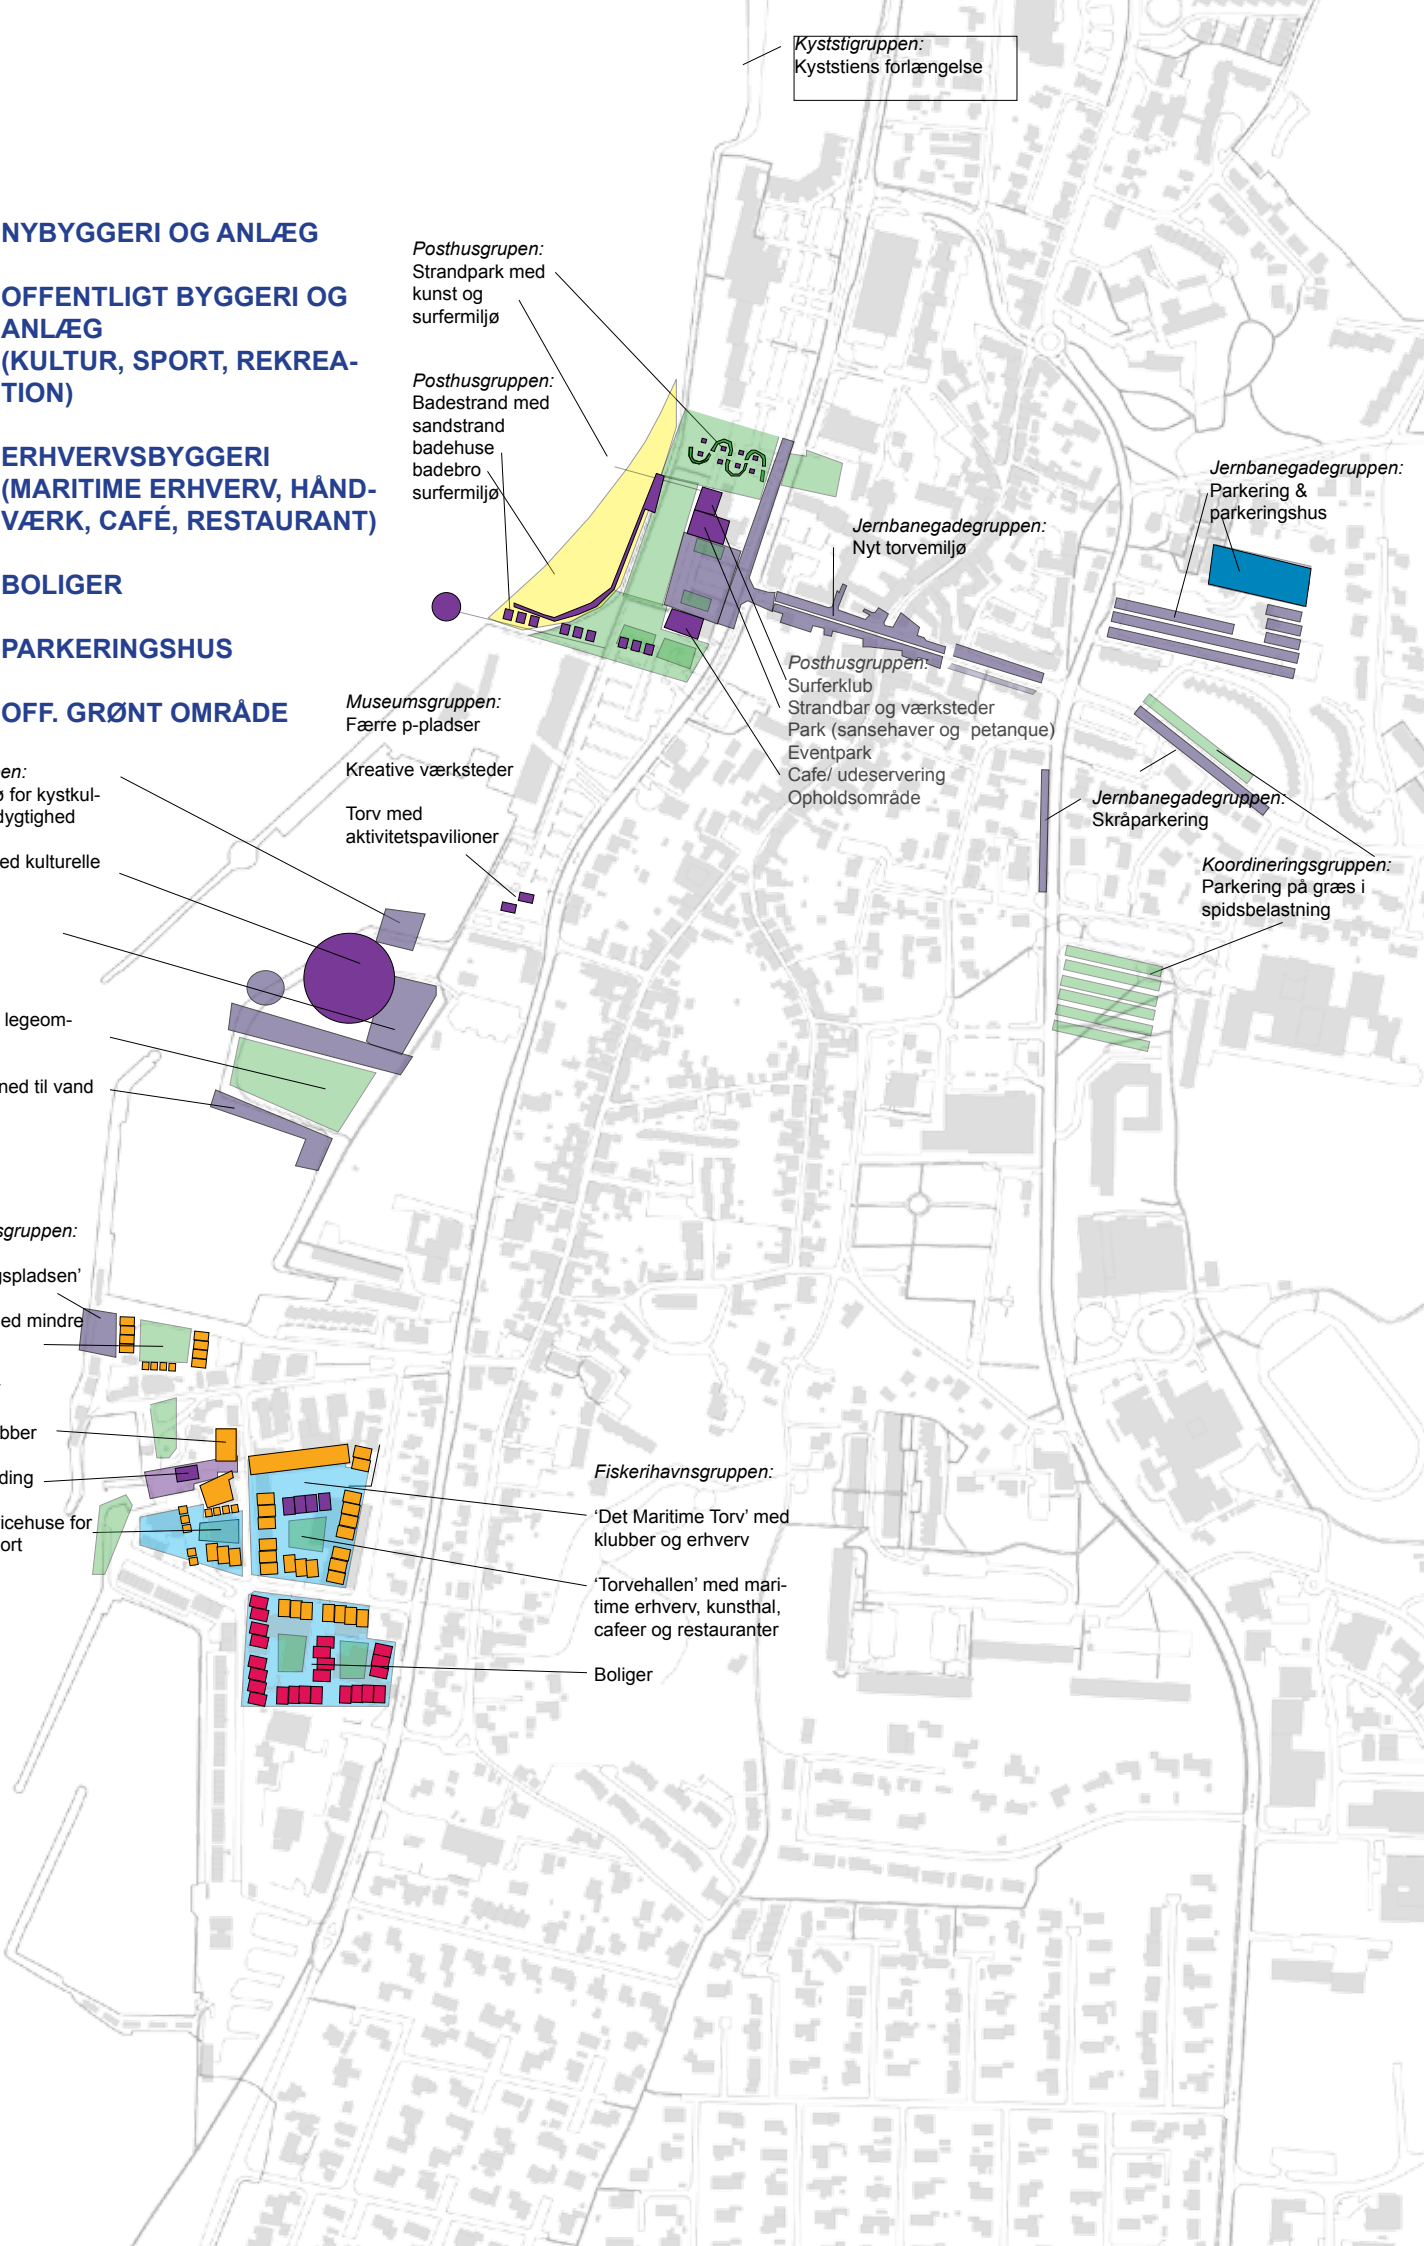 Kyststigruppen:
Kyststiens forlængelse
NYBYGGERI OG ANLÆG
OFFENTLIGT BYGGERI OG
ANLÆG
(KULTUR, SPORT, REKREA-
TION)
ERHVERVSBYGGERI
(MARITIME ERHVERV, HÅND-
VÆRK, CAFÉ, RESTAURANT)
BOLIGER
PARKERINGSHUS
OFF. GRØNT OMRÅDE
Posthusgrupen:
Strandpark med
kunst og
surfermiljø
Posthusgruppen:
Badestrand med
sandstrand
badehuse
badebro
surfermiljø
Jernbanegadegruppen:
Parkering &
parkeringshus
Jernbanegadegruppen:
Nyt torvemiljø
Posthusgruppen:
Surferklub
Strandbar og værksteder
Park (sansehaver og petanque)
Eventpark
Cafe/ udeservering
Opholdsområde
Museumsgruppen:
Færre p-pladser
Kreative værksteder
Torv med
aktivitetspavilioner
Jernbanegadegruppen:
Skråparkering
Koordineringsgruppen:
Parkering på græs i
spidsbelastning
en:
ø for kystkul-
dygtighed
ed kulturelle
legeom-
ned til vand
sgruppen:
gspladsen’
ed mindre
bber
ding
icehuse for
ort
Fiskerihavnsgruppen:
‘Det Maritime Torv’ med
klubber og erhverv
‘Torvehallen’ med mari-
time erhverv, kunsthal,
cafeer og restauranter
Boliger